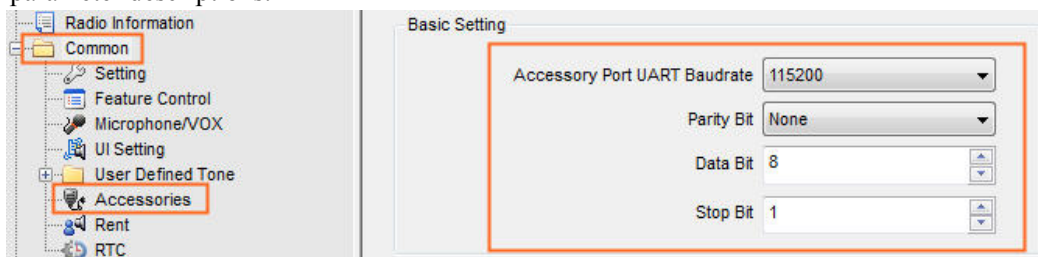 Radio Information
Common
Setting
Feature Control
Microphone/VOX
UI Setting
User Defined Tone
Accessories
Rent
RTC
Basic Setting
Accessory Port UART Baudrate 115200
Parity Bit None
Data Bit 8
Stop Bit 1